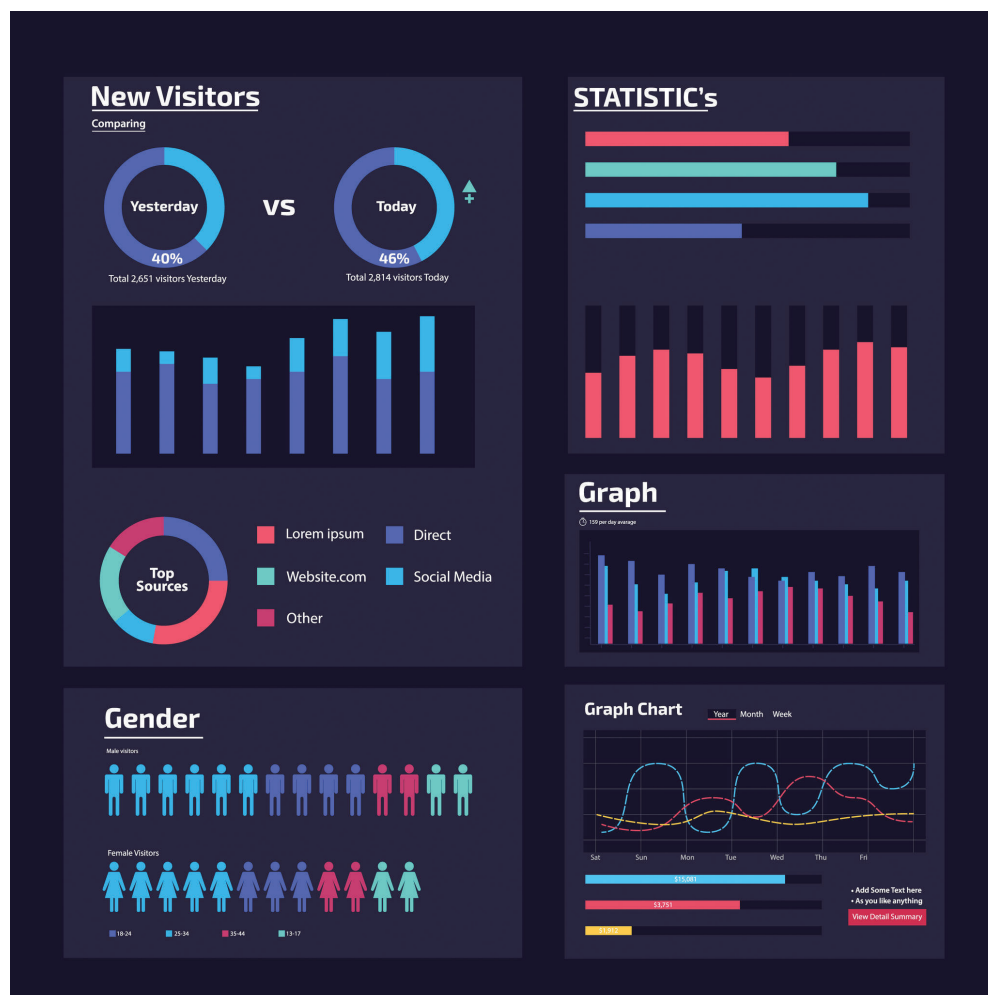 New Visitors
Comparing
Yesterday
40%
Total 2,651 visitors Yesterday
VS
Today
46%
Total 2,814 visitors Today
Top
Sources
Lorem ipsum
Direct
Website.com
Social Media
Other
STATISTIC's
Graph
159 per day avarage
Gender
Male visitors
Female Visitors
18-24
25-34
35-44
13-17
Graph Chart
Year Month Week
Sat Sun Mon Tue Wed Thu Fri
$15,081
$3,751
• Add Some Text here
• As you like anything
View Detail Summary